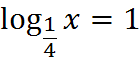 log_{1/4} x = 1